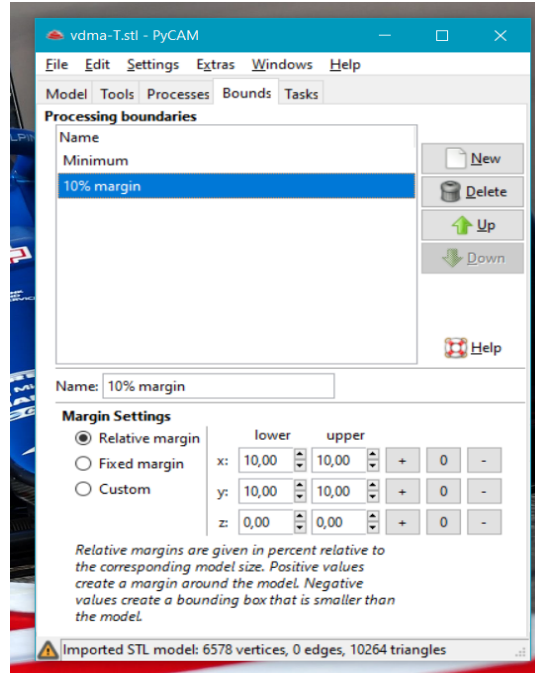 vdma-T.stl - PyCAM
File Edit Settings Extras Windows Help
Model Tools Processes Bounds Tasks
Processing boundaries
Name
Minimum
10% margin
New
Delete
Up
Down
Help
Name: 10% margin
Margin Settings
Relative margin
Fixed margin
Custom
lower upper
x: 10,00 10,00 + 0 -
y: 10,00 10,00 + 0 -
z: 0,00 0,00 + 0 -
Relative margins are given in percent relative to
the corresponding model size. Positive values
create a margin around the model. Negative
values create a bounding box that is smaller than
the model.
Imported STL model: 6578 vertices, 0 edges, 10264 triangles